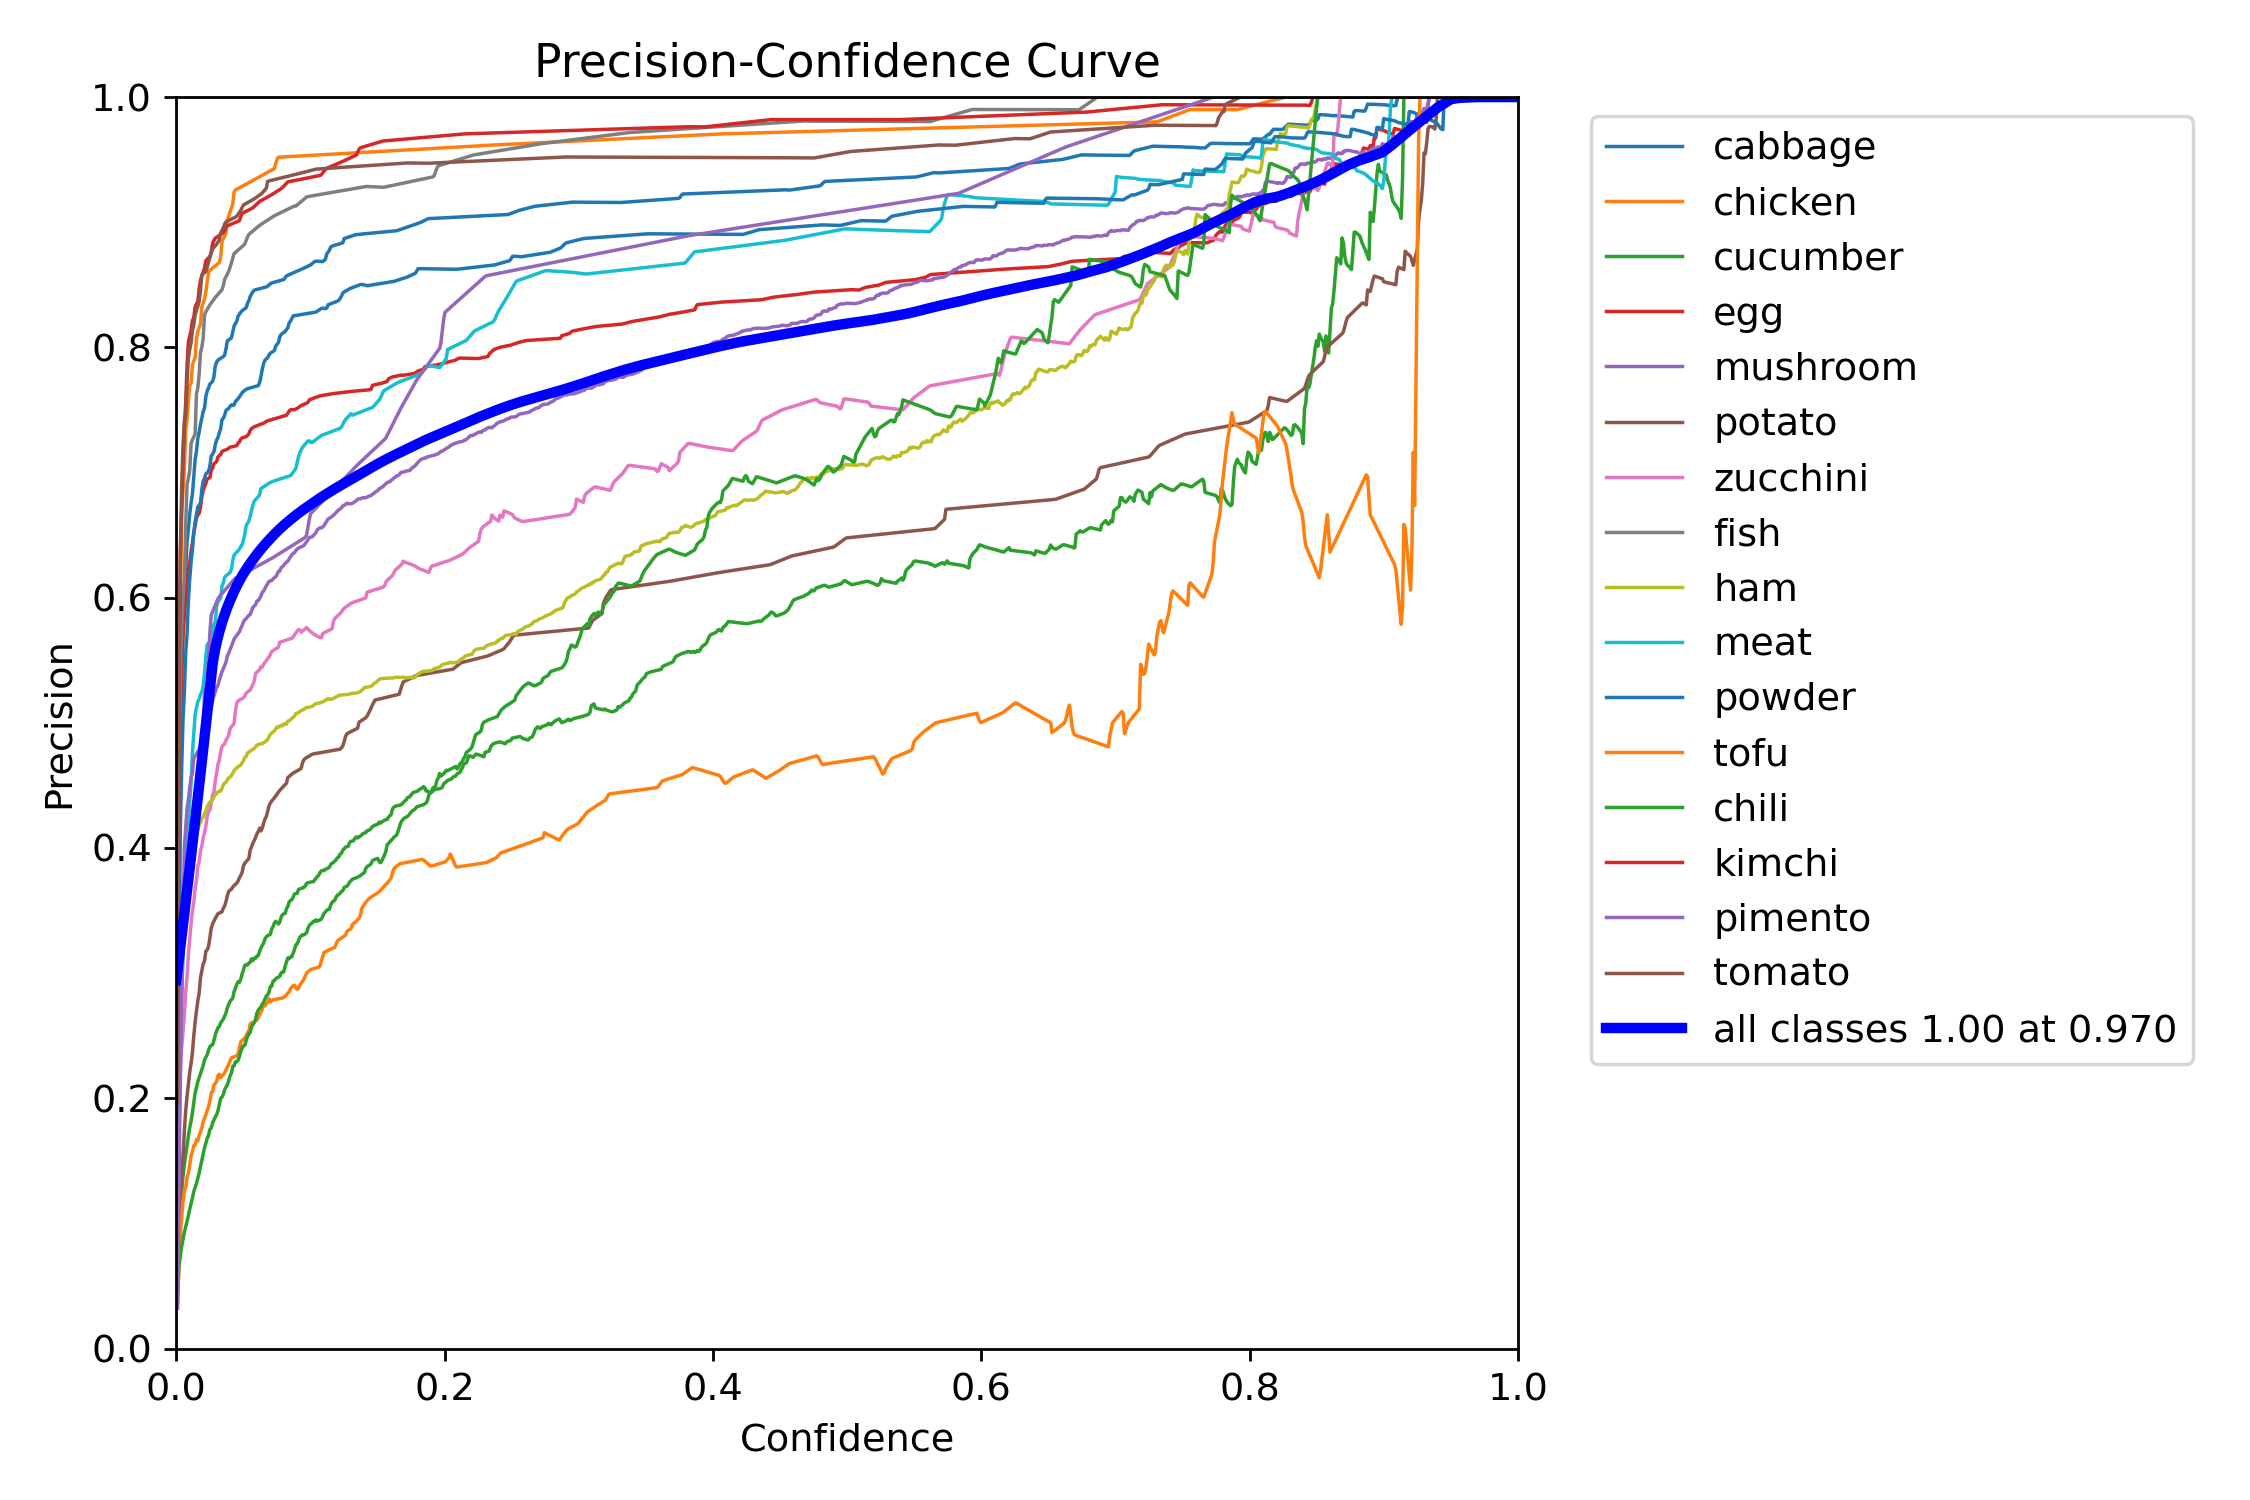 Precision-Confidence Curve
1.0
0.8
0.6
0.4
0.2
0.0
Precision
0.0 0.2 0.4 0.6 0.8 1.0
Confidence
cabbage
chicken
cucumber
egg
mushroom
potato
zucchini
fish
ham
meat
powder
tofu
chili
kimchi
pimento
tomato
all classes 1.00 at 0.970